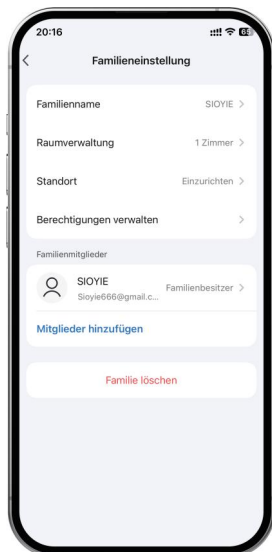 20:16
65
Familieneinstellung
Familienname SIOYIE
Raumverwaltung 1 Zimmer
Standort Einzurichten
Berechtigungen verwalten
Familienmitglieder
SIOYIE
Sioyie666@gmail.c... Familienbesitzer
Mitglieder hinzufügen
Familie löschen